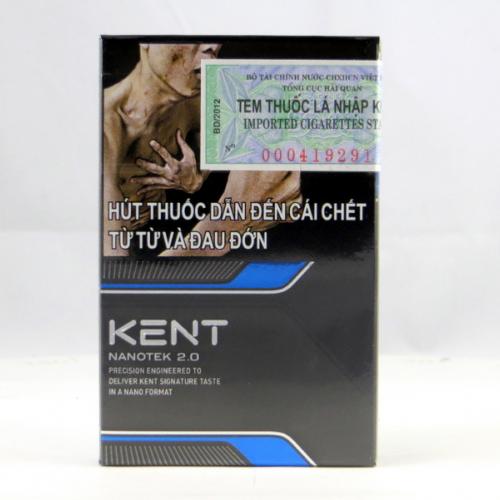 BỘ TÀI CHÍNH NƯỚC CHXHCN VIỆT
TỔNG CỤC HẢI QUAN
TEM THUỐC LÁ NHẬP K
IMPORTED CIGARETTES STA
BD/2012
Nº 000419291
HÚT THUỐC DẪN ĐẾN CÁI CHẾT
TỪ TỪ VÀ ĐAU ĐỚN
KENT
NANOTEK 2.0
PRECISION ENGINEERED TO
DELIVER KENT SIGNATURE TASTE
IN A NANO FORMAT